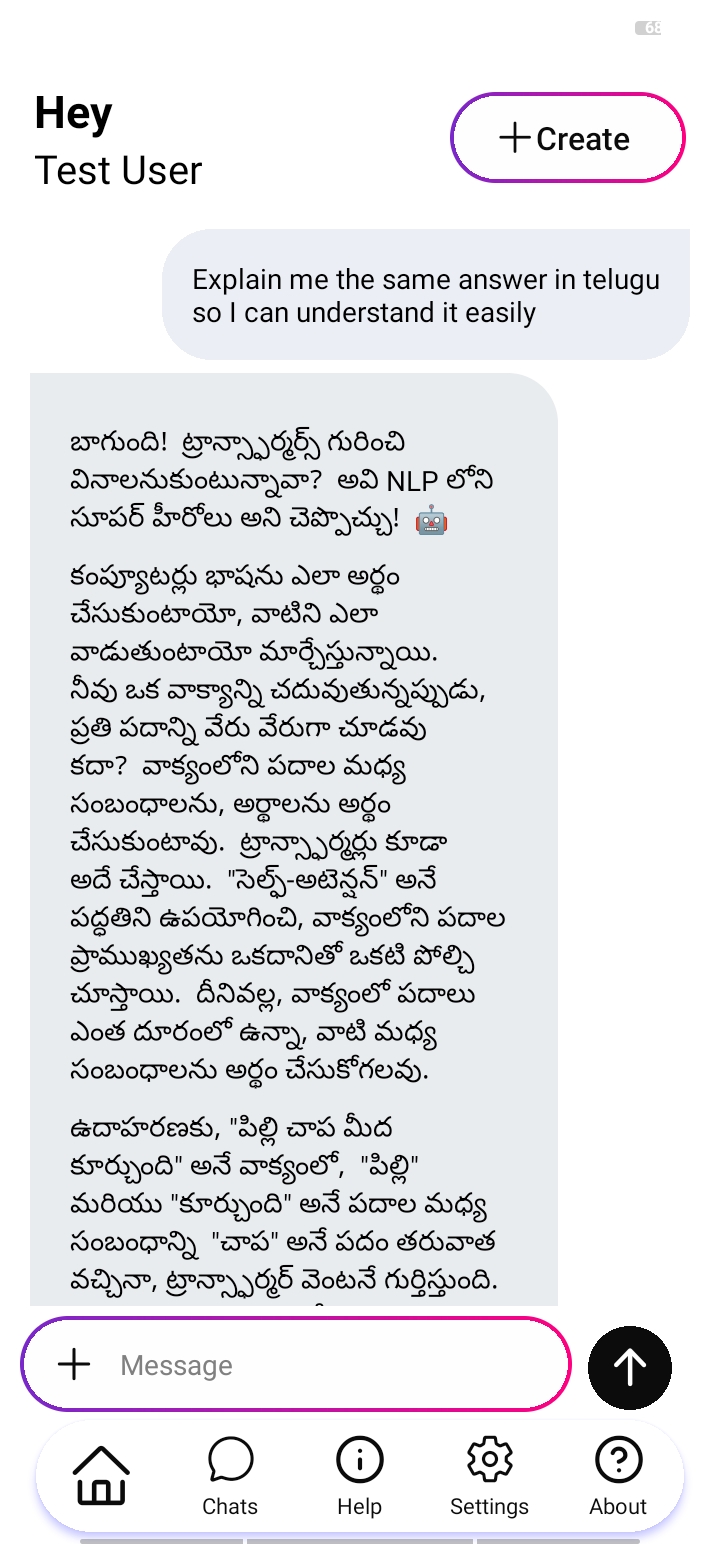 68
Hey
Test User
Create
Explain me the same answer in telugu
so I can understand it easily
బాగుంది! ట్రాన్స్ఫార్మర్స్ గురించి
వినాలనుకుంటున్నావా? అవి NLP లోని
సూపర్ హీరోలు అని చెప్పొచ్చు! 🤖
కంప్యూటర్లు భాషను ఎలా అర్థం
చేసుకుంటాయో, వాటిని ఎలా
వాడుతుంటాయో మార్చేస్తున్నాయి.
నీవు ఒక వాక్యాన్ని చదువుతున్నప్పుడు,
ప్రతి పదాన్ని వేరు వేరుగా చూడవు
కదా? వాక్యంలోని పదాల మధ్య
సంబంధాలను, అర్థాలను అర్థం
చేసుకుంటావు. ట్రాన్స్ఫార్మర్లు కూడా
అదే చేస్తాయి. "సెల్ఫ్-అటెన్షన్" అనే
పద్ధతిని ఉపయోగించి, వాక్యంలోని పదాల
ప్రాముఖ్యతను ఒకదానితో ఒకటి పోల్చి
చూస్తాయి. దీనివల్ల, వాక్యంలో పదాలు
ఎంత దూరంలో ఉన్నా, వాటి మధ్య
సంబంధాలను అర్థం చేసుకోగలవు.
ఉదాహరణకు, "పిల్లి చాప మీద
కూర్చుంది" అనే వాక్యంలో, "పిల్లి"
మరియు "కూర్చుంది" అనే పదాల మధ్య
సంబంధాన్ని "చాప" అనే పదం తరువాత
వచ్చినా, ట్రాన్స్ఫార్మర్ వెంటనే గుర్తిస్తుంది.
Message
Chats
Help
Settings
About